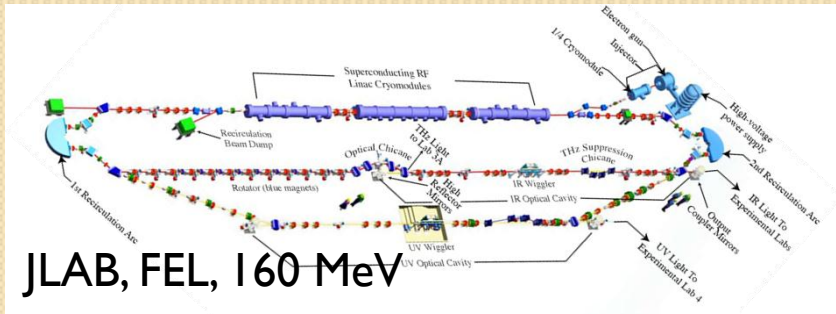 Electron gun
Injector
1/4 Cryomodule
Superconducting RF
Linac Cryomodules
High-voltage
power supply
Recirculation
Beam Dump
Optical Chicane
THz Light
to Lab 3A
THz Suppression
Chicane
1st Recirculation Arc
Rotator (blue magnets)
High
Reflector
Mirrors
IR Wiggler
IR Optical Cavity
2nd Recirculation Arc
IR Light To
Experimental Labs
Output
Coupler Mirrors
UV Wiggler
UV Optical Cavity
UV Light To
Experimental Lab 4
JLAB, FEL, 160 MeV